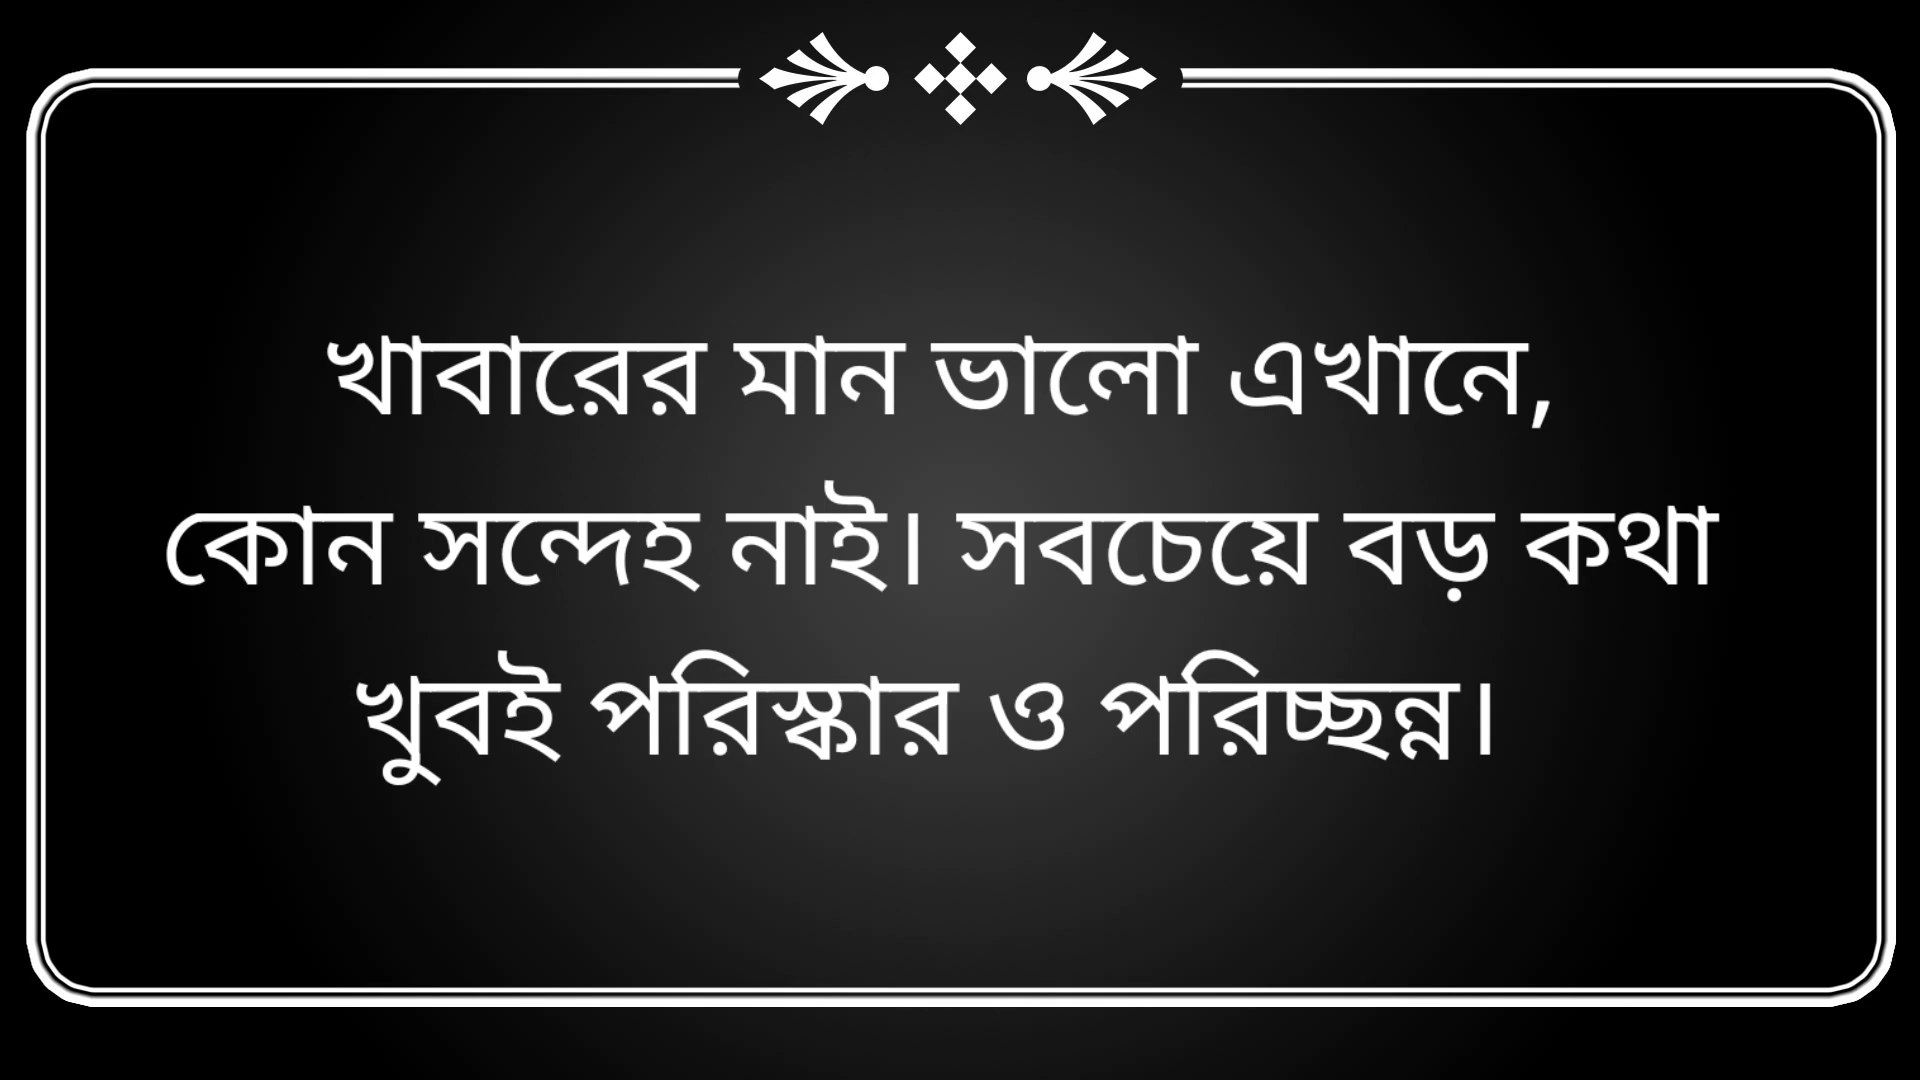 খাবারের মান ভালো এখানে,
কোন সন্দেহ নাই। সবচেয়ে বড় কথা
খুবই পরিস্কার ও পরিচ্ছন্ন।